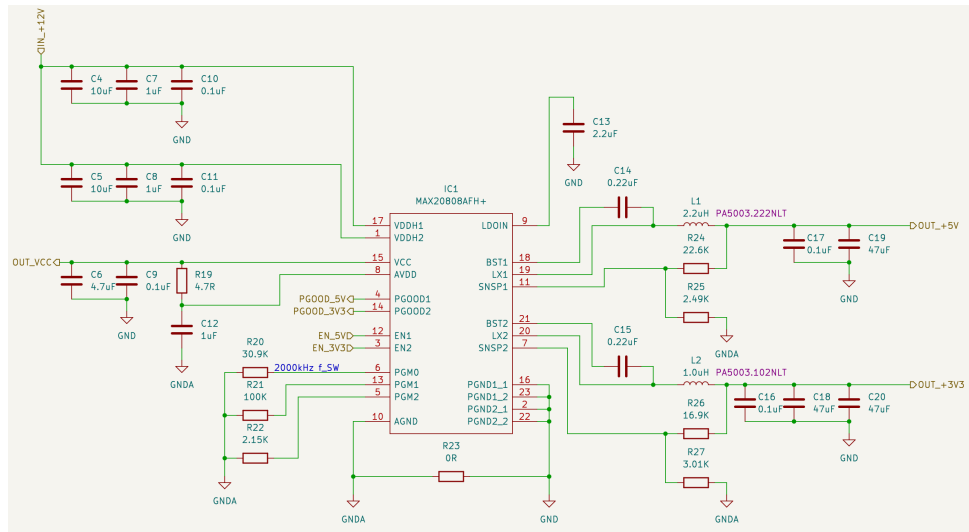 IN_+12V
C4
10uF
C7
1uF
C10
0.1uF
GND
C5
10uF
C8
1uF
C11
0.1uF
GND
OUT_VCC
C6
4.7uF
C9
0.1uF
R19
4.7R
GND
C12
1uF
GNDA
PGOOD_5V
PGOOD_3V3
EN_5V
EN_3V3
R20
30.9K
2000kHz f_SW
R21
100K
R22
2.15K
GNDA
IC1
MAX20808AFH+
17 VDDH1
1 VDDH2
15 VCC
8 AVDD
4 PGOOD1
14 PGOOD2
12 EN1
3 EN2
6 PGM0
13 PGM1
5 PGM2
10 AGND
LDOIN 9
BST1 18
LX1 19
SNSP1 11
BST2 21
LX2 20
SNSP2 7
PGND1_1 16
PGND1_2 23
PGND2_1 2
PGND2_2 22
R23
0R
GNDA
GND
C13
2.2uF
GND
C14
0.22uF
L1
2.2uH PA5003.222NLT
R24
22.6K
R25
2.49K
GNDA
C17
0.1uF
C19
47uF
GND
OUT_+5V
C15
0.22uF
L2
1.0uH PA5003.102NLT
R26
16.9K
R27
3.01K
GNDA
C16
0.1uF
C18
47uF
C20
47uF
GND
OUT_+3V3